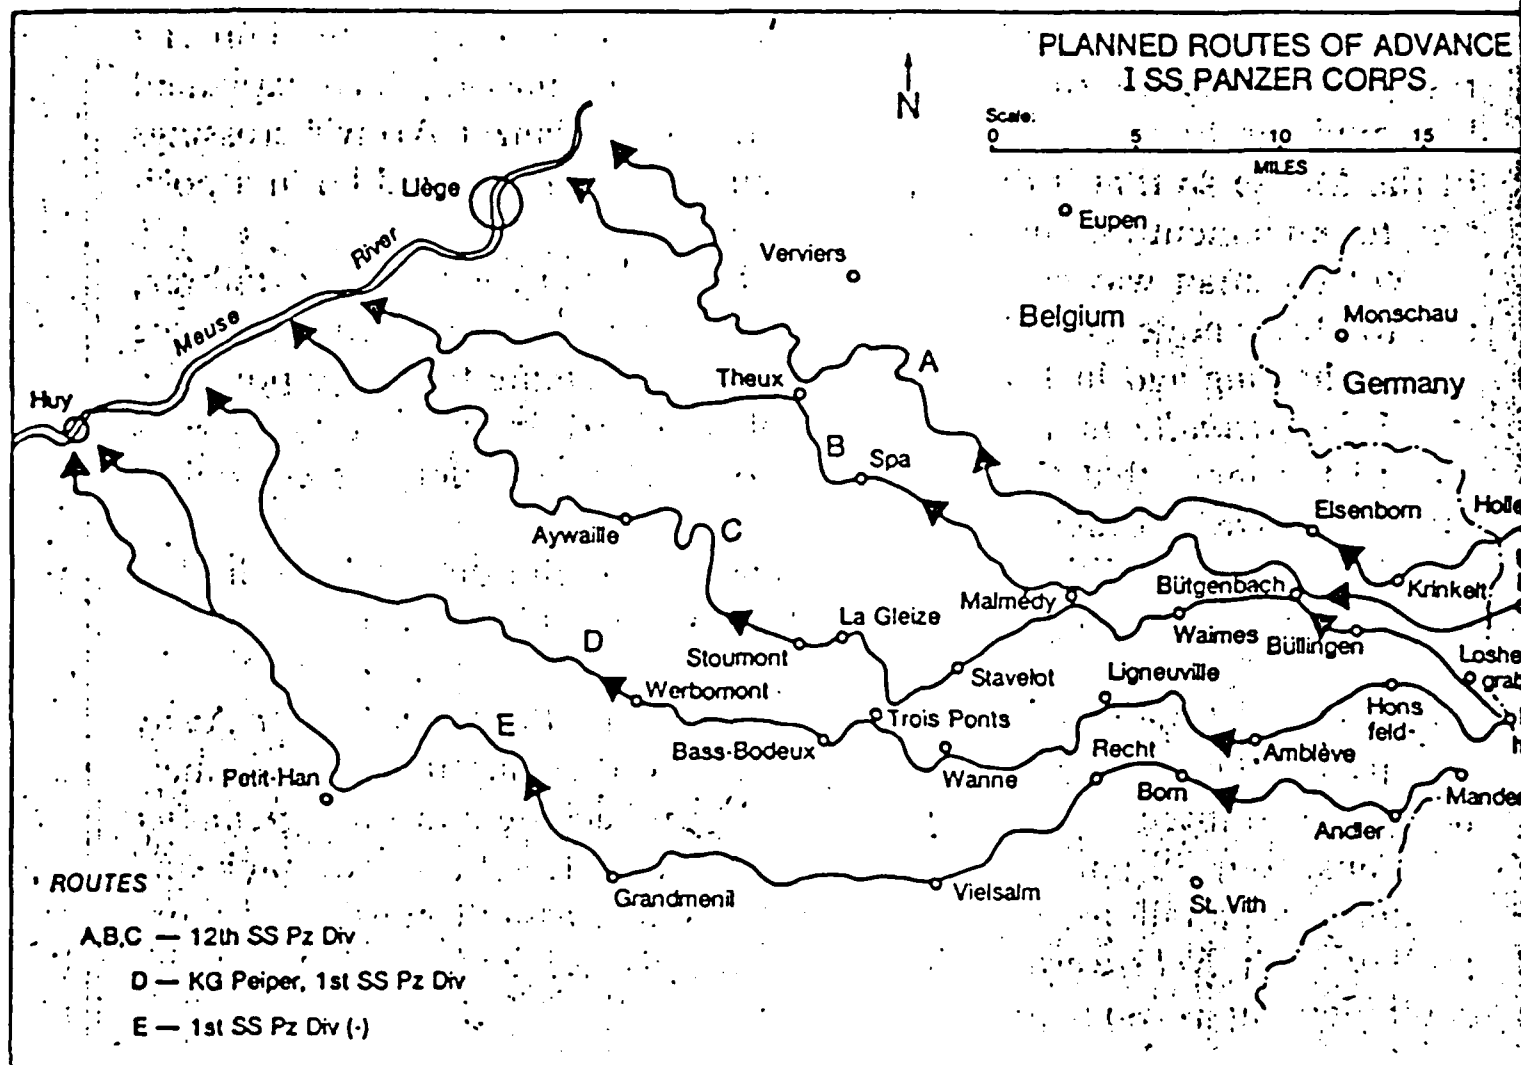 PLANNED ROUTES OF ADVANCE
I SS PANZER CORPS
N
Scale:
0 5 10 15
MILES
Liège
Eupen
River
Verviers
Meuse
Belgium
Monschau
Germany
A
Theux
Huy
B
Spa
Elsenborn
Aywaille
C
Krinkelt
Bütgenbach
Malmedy
La Gleize
Waimes
Büllingen
D
Stoumont
Stavelot
Ligneuville
Werbomont
Trois Ponts
Hons
feld-
E
Bass-Bodeux
Recht
Amblève
Petit-Han
Wanne
Born
Andler
ROUTES
Grandmenil
Vielsalm
St. Vith
A,B,C — 12th SS Pz Div
D — KG Peiper, 1st SS Pz Div
E — 1st SS Pz Div (-)